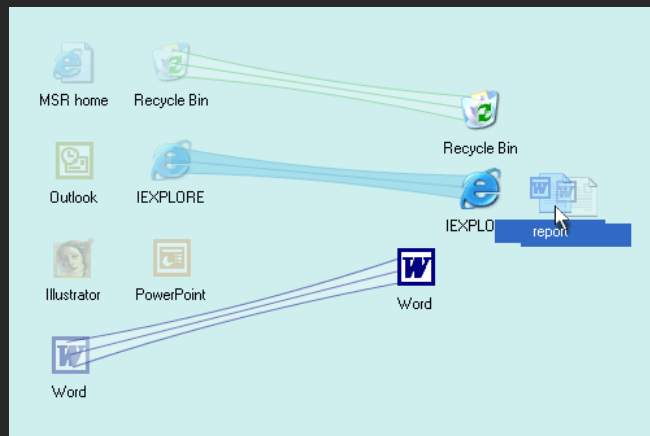 MSR home
Recycle Bin
Recycle Bin
Outlook
IEXPLORE
IEXPLO
report
Illustrator
PowerPoint
Word
Word